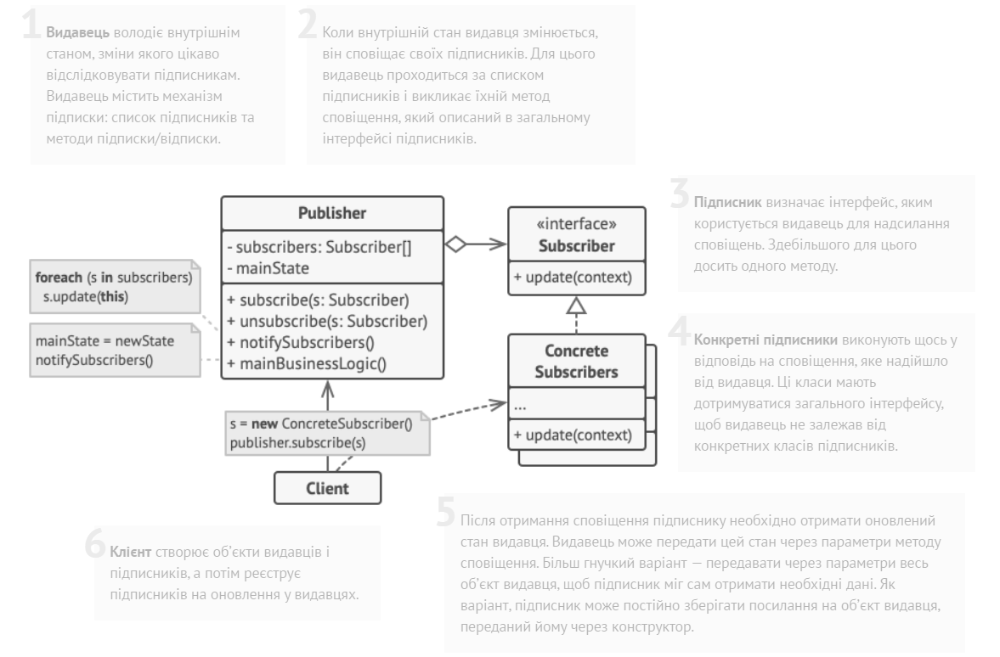 1
Видавець володіє внутрішнім
станом, зміни якого цікаво
відслідковувати підписникам.
Видавець містить механізм
підписки: список підписників та
методи підписки/відписки.
2
Коли внутрішній стан видавця змінюється,
він сповіщає своїх підписників. Для цього
видавець проходиться за списком
підписників і викликає їхній метод
сповіщення, який описаний в загальному
інтерфейсі підписників.
3
Підписник визначає інтерфейс, яким
користується видавець для надсилання
сповіщень. Здебільшого для цього
досить одного методу.
Publisher
- subscribers: Subscriber[]
- mainState
+ subscribe(s: Subscriber)
+ unsubscribe(s: Subscriber)
+ notifySubscribers()
+ mainBusinessLogic()
«interface»
Subscriber
+ update(context)
foreach (s in subscribers)
s.update(this)
mainState = newState
notifySubscribers()
4
Конкретні підписники виконують щось у
відповідь на сповіщення, яке надійшло
від видавця. Ці класи мають
дотримуватися загального інтерфейсу,
щоб видавець не залежав від
конкретних класів підписників.
Concrete
Subscribers
...
+ update(context)
s = new ConcreteSubscriber()
publisher.subscribe(s)
Client
5
Після отримання сповіщення підписнику необхідно отримати оновлений
стан видавця. Видавець може передати цей стан через параметри методу
сповіщення. Більш гнучкий варіант — передавати через параметри весь
об’єкт видавця, щоб підписник міг сам отримати необхідні дані. Як
варіант, підписник може постійно зберігати посилання на об’єкт видавця,
переданий йому через конструктор.
6
Клієнт створює об’єкти видавців і
підписників, а потім реєструє
підписників на оновлення у видавцях.